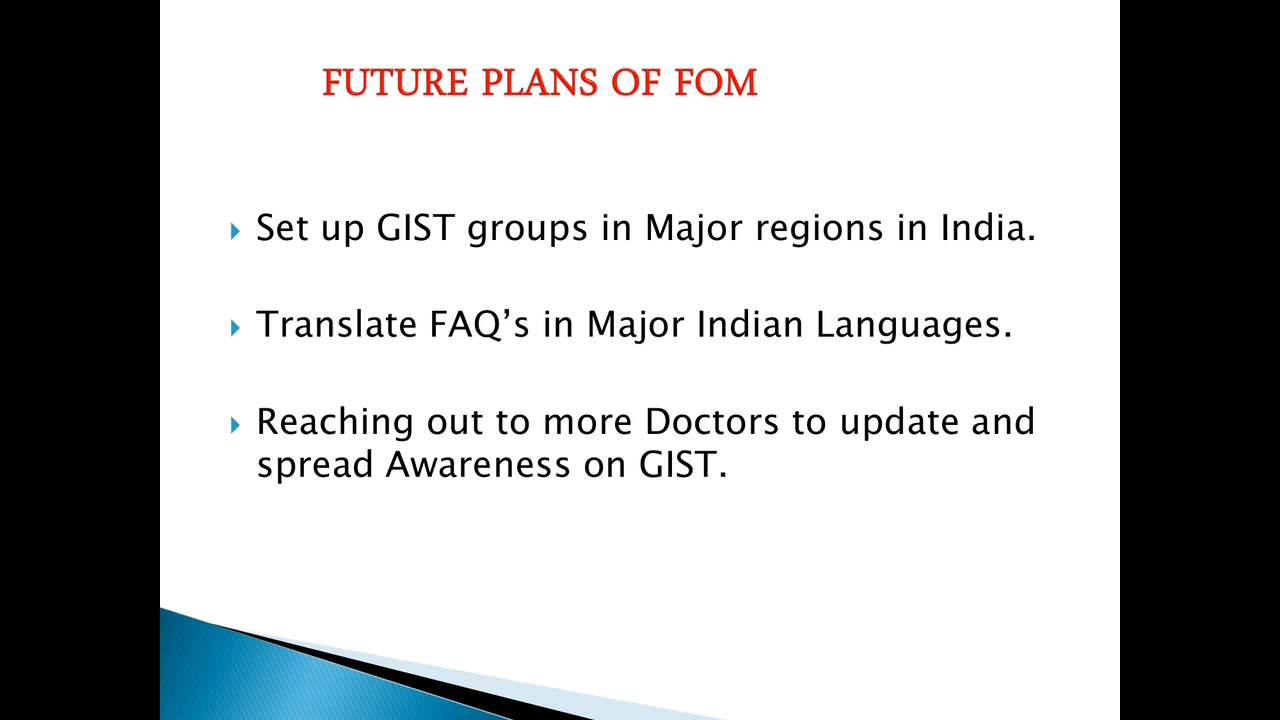 FUTURE PLANS OF FOM
Set up GIST groups in Major regions in India.
Translate FAQ’s in Major Indian Languages.
Reaching out to more Doctors to update and
spread Awareness on GIST.